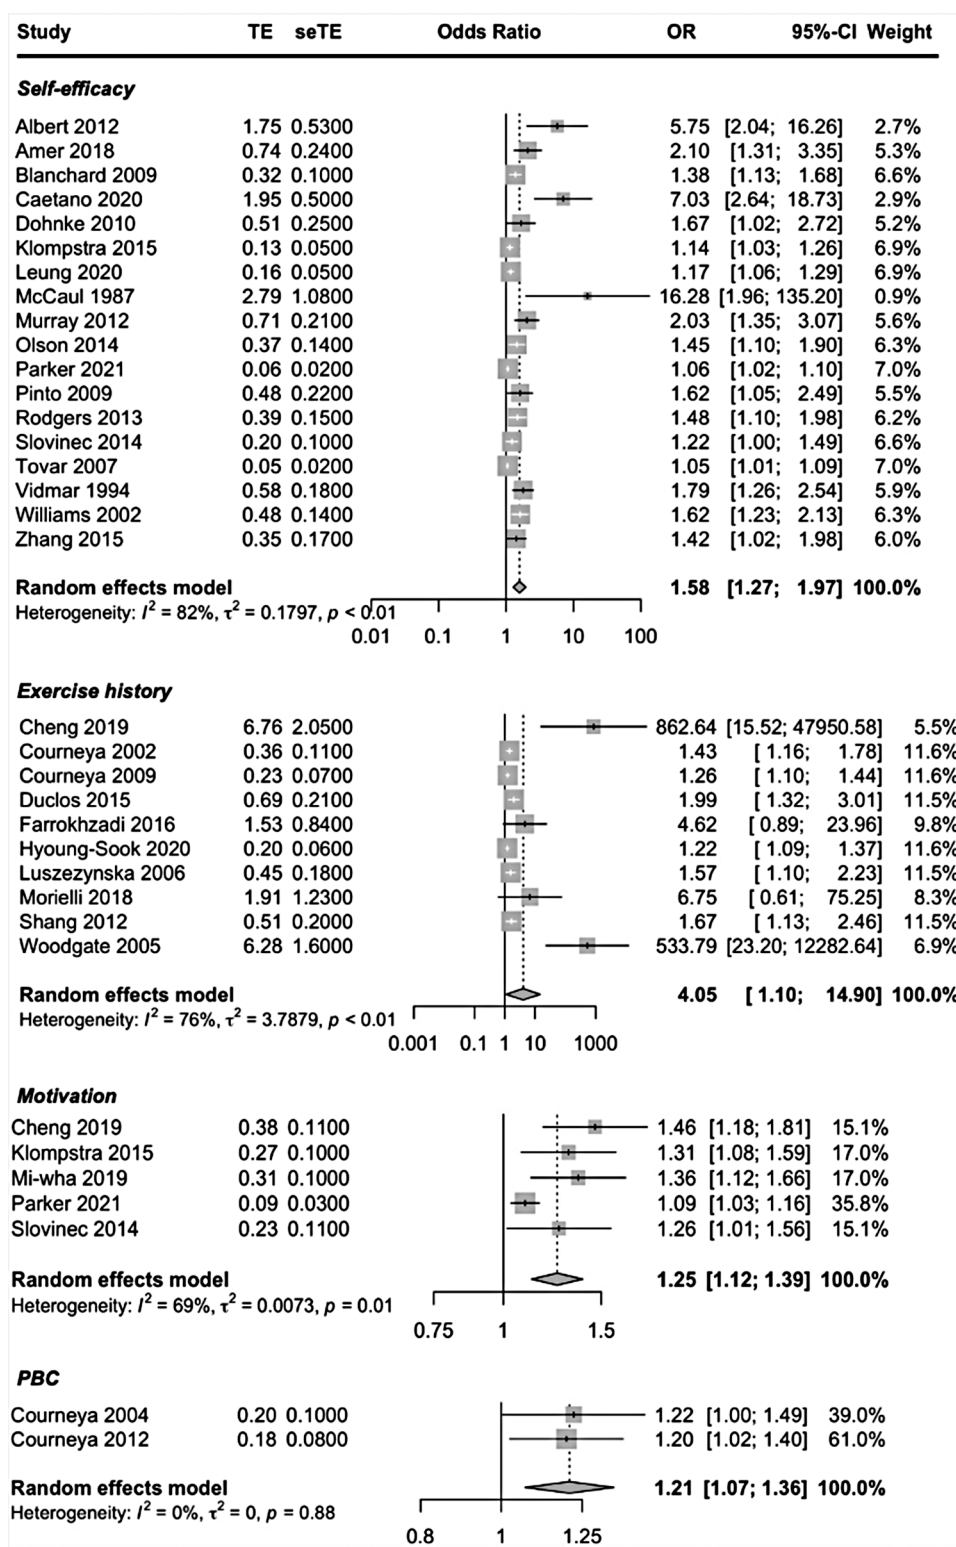 Study TE seTE Odds Ratio OR 95%-CI Weight
Self-efficacy
Albert 2012 1.75 0.5300 5.75 [2.04; 16.26] 2.7%
Amer 2018 0.74 0.2400 2.10 [1.31; 3.35] 5.3%
Blanchard 2009 0.32 0.1000 1.38 [1.13; 1.68] 6.6%
Caetano 2020 1.95 0.5000 7.03 [2.64; 18.73] 2.9%
Dohnke 2010 0.51 0.2500 1.67 [1.02; 2.72] 5.2%
Klompstra 2015 0.13 0.0500 1.14 [1.03; 1.26] 6.9%
Leung 2020 0.16 0.0500 1.17 [1.06; 1.29] 6.9%
McCaul 1987 2.79 1.0800 16.28 [1.96; 135.20] 0.9%
Murray 2012 0.71 0.2100 2.03 [1.35; 3.07] 5.6%
Olson 2014 0.37 0.1400 1.45 [1.10; 1.90] 6.3%
Parker 2021 0.06 0.0200 1.06 [1.02; 1.10] 7.0%
Pinto 2009 0.48 0.2200 1.62 [1.05; 2.49] 5.5%
Rodgers 2013 0.39 0.1500 1.48 [1.10; 1.98] 6.2%
Slovinec 2014 0.20 0.1000 1.22 [1.00; 1.49] 6.6%
Tovar 2007 0.05 0.0200 1.05 [1.01; 1.09] 7.0%
Vidmar 1994 0.58 0.1800 1.79 [1.26; 2.54] 5.9%
Williams 2002 0.48 0.1400 1.62 [1.23; 2.13] 6.3%
Zhang 2015 0.35 0.1700 1.42 [1.02; 1.98] 6.0%
Random effects model 1.58 [1.27; 1.97] 100.0%
Heterogeneity: I² = 82%, τ² = 0.1797, p < 0.01
0.01 0.1 1 10 100
Exercise history
Cheng 2019 6.76 2.0500 862.64 [15.52; 47950.58] 5.5%
Courneya 2002 0.36 0.1100 1.43 [ 1.16; 1.78] 11.6%
Courneya 2009 0.23 0.0700 1.26 [ 1.10; 1.44] 11.6%
Duclos 2015 0.69 0.2100 1.99 [ 1.32; 3.01] 11.5%
Farrokhzadi 2016 1.53 0.8400 4.62 [ 0.89; 23.96] 9.8%
Hyoung-Sook 2020 0.20 0.0600 1.22 [ 1.09; 1.37] 11.6%
Luszezynska 2006 0.45 0.1800 1.57 [ 1.10; 2.23] 11.5%
Morielli 2018 1.91 1.2300 6.75 [ 0.61; 75.25] 8.3%
Shang 2012 0.51 0.2000 1.67 [ 1.13; 2.46] 11.5%
Woodgate 2005 6.28 1.6000 533.79 [23.20; 12282.64] 6.9%
Random effects model 4.05 [ 1.10; 14.90] 100.0%
Heterogeneity: I² = 76%, τ² = 3.7879, p < 0.01
0.001 0.1 1 10 1000
Motivation
Cheng 2019 0.38 0.1100 1.46 [1.18; 1.81] 15.1%
Klompstra 2015 0.27 0.1000 1.31 [1.08; 1.59] 17.0%
Mi-wha 2019 0.31 0.1000 1.36 [1.12; 1.66] 17.0%
Parker 2021 0.09 0.0300 1.09 [1.03; 1.16] 35.8%
Slovinec 2014 0.23 0.1100 1.26 [1.01; 1.56] 15.1%
Random effects model 1.25 [1.12; 1.39] 100.0%
Heterogeneity: I² = 69%, τ² = 0.0073, p = 0.01
0.75 1 1.5
PBC
Courneya 2004 0.20 0.1000 1.22 [1.00; 1.49] 39.0%
Courneya 2012 0.18 0.0800 1.20 [1.02; 1.40] 61.0%
Random effects model 1.21 [1.07; 1.36] 100.0%
Heterogeneity: I² = 0%, τ² = 0, p = 0.88
0.8 1 1.25